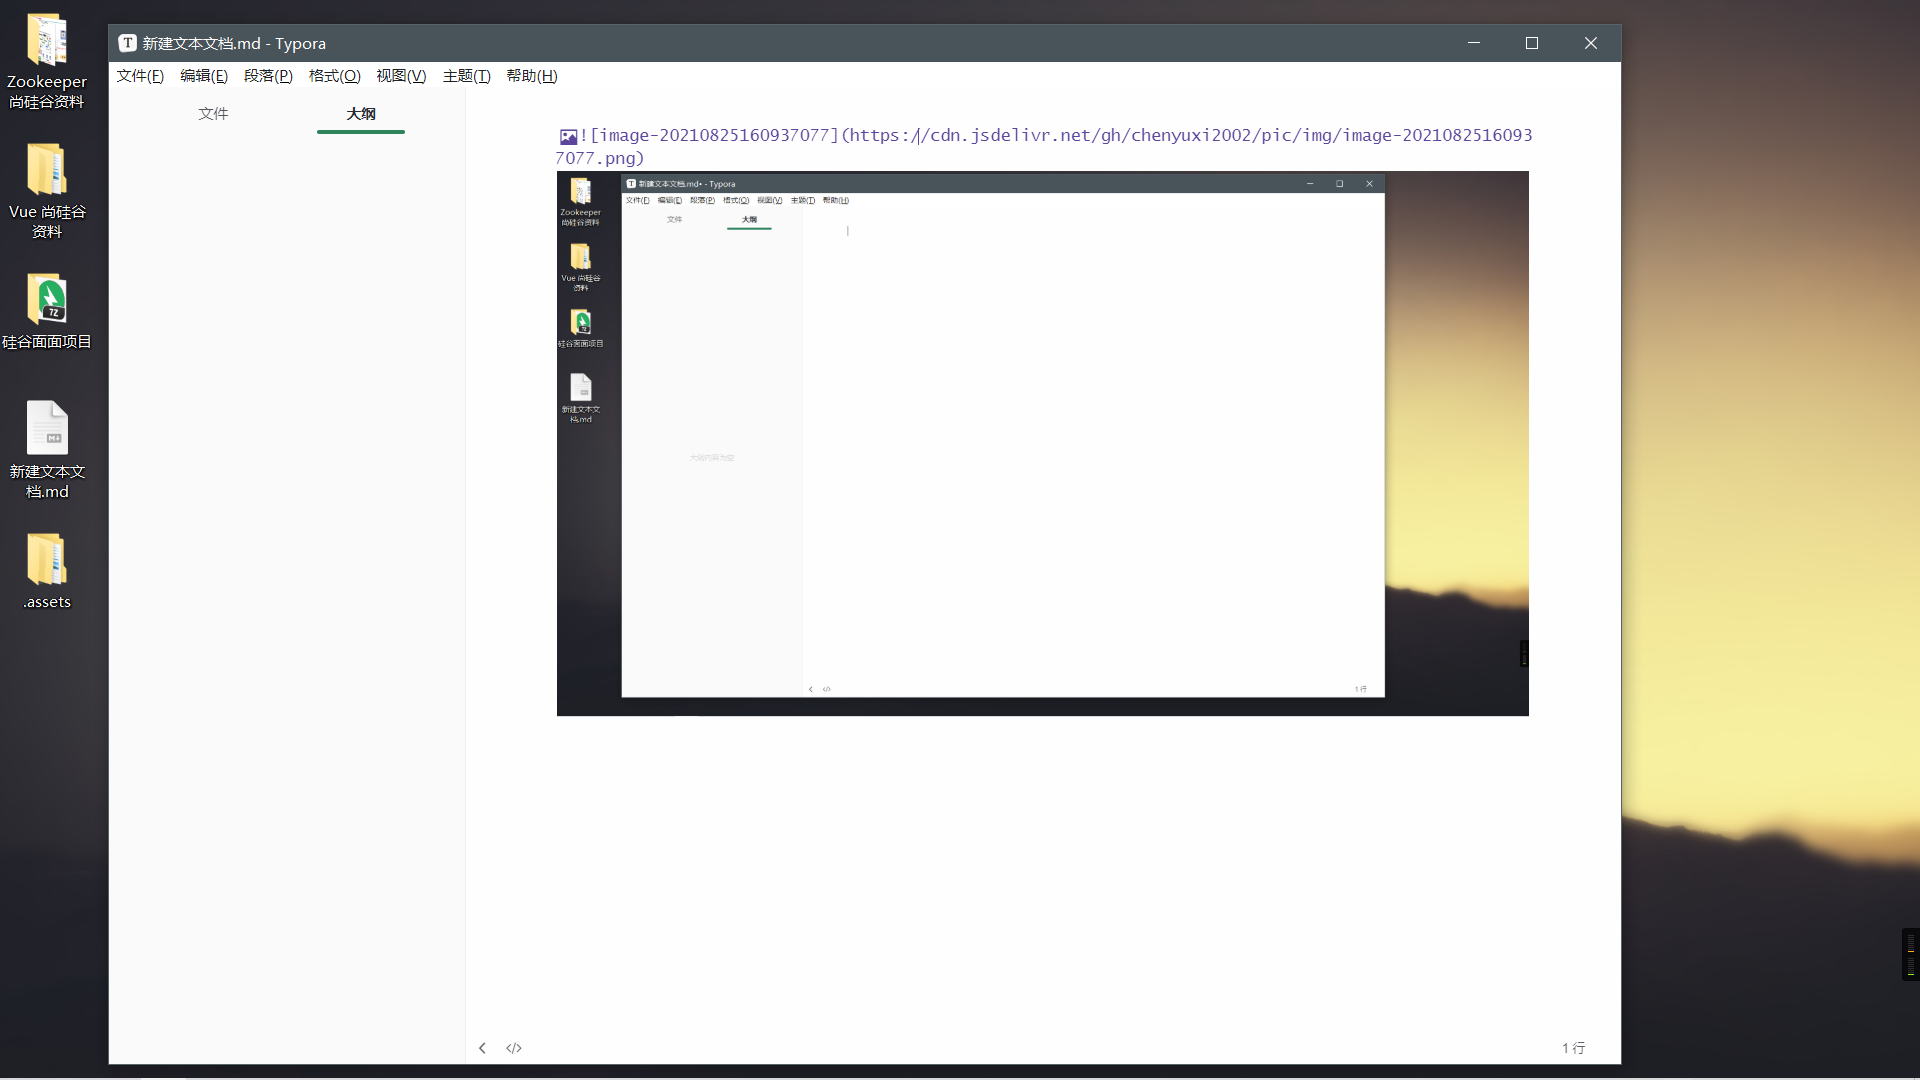 Zookeeper
尚硅谷资料
Vue 尚硅谷
资料
硅谷面面项目
新建文本文
档.md
.assets
新建文本文档.md - Typora
文件(F) 编辑(E) 段落(P) 格式(O) 视图(V) 主题(T) 帮助(H)
文件 大纲
![image-20210825160937077](https://cdn.jsdelivr.net/gh/chenyuxi2002/pic/img/image-2021082516093
7077.png)
新建文本文档.md• - Typora
文件(F) 编辑(E) 段落(P) 格式(O) 视图(V) 主题(T) 帮助(H)
文件 大纲
Zookeeper
尚硅谷资料
Vue 尚硅谷
资料
硅谷面面项目
新建文本文
档.md
大纲内容为空
</> 1 行
</> 1 行